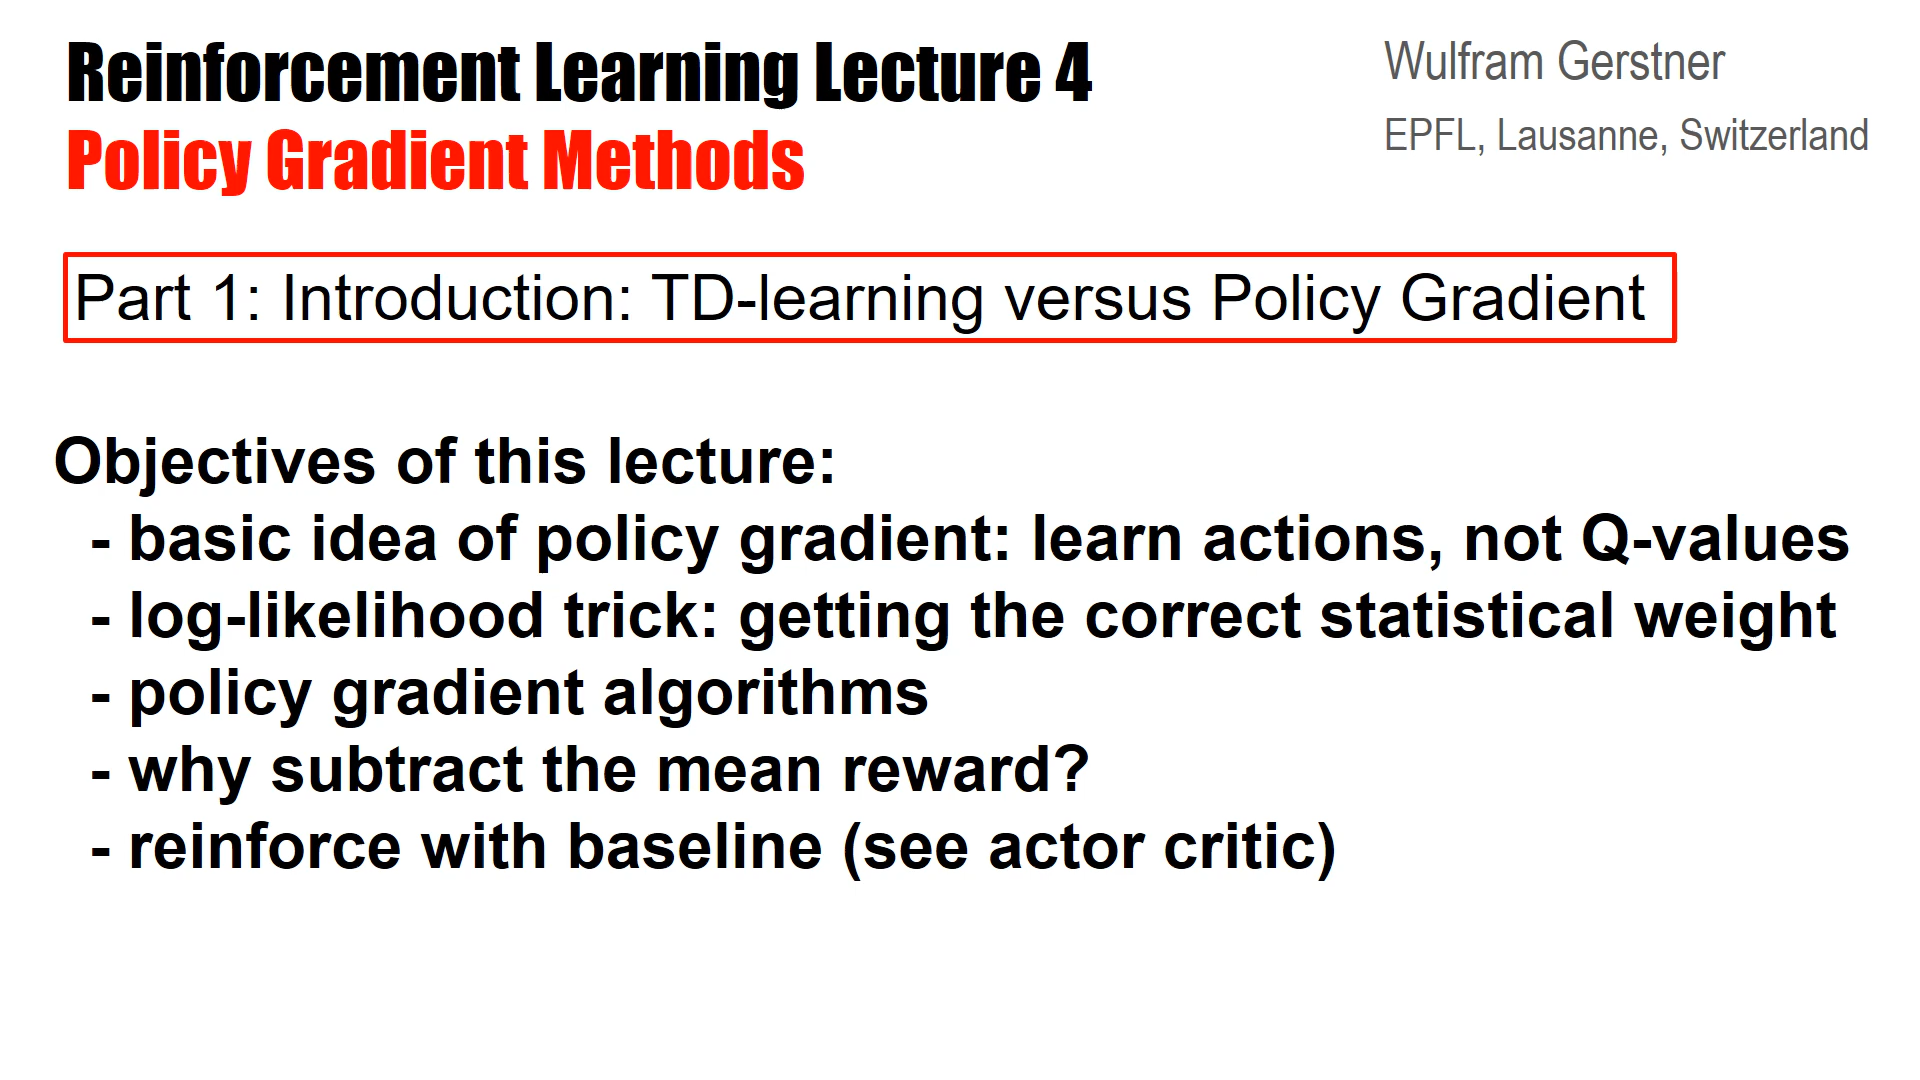 Reinforcement Learning Lecture 4
Policy Gradient Methods
Wulfram Gerstner
EPFL, Lausanne, Switzerland
Part 1: Introduction: TD-learning versus Policy Gradient
Objectives of this lecture:
- basic idea of policy gradient: learn actions, not Q-values
- log-likelihood trick: getting the correct statistical weight
- policy gradient algorithms
- why subtract the mean reward?
- reinforce with baseline (see actor critic)